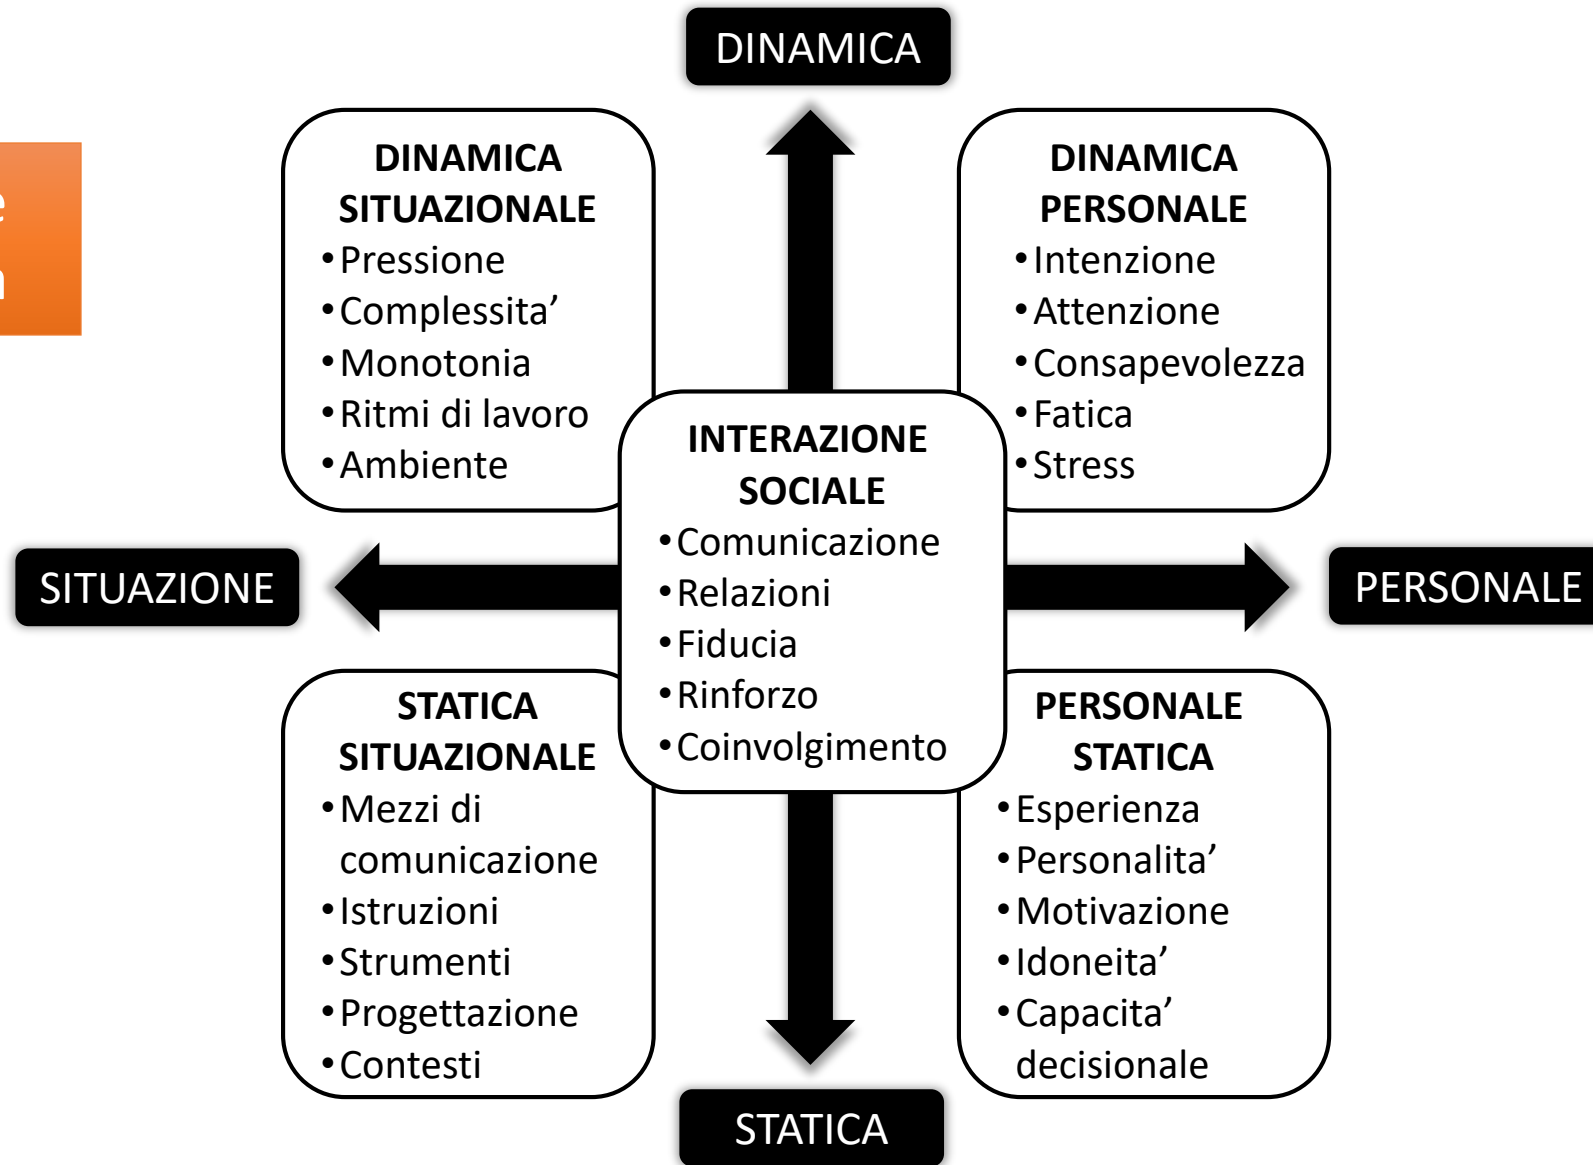 DINAMICA
DINAMICA
SITUAZIONALE
•Pressione
•Complessita’
•Monotonia
•Ritmi di lavoro
•Ambiente
DINAMICA
PERSONALE
•Intenzione
•Attenzione
•Consapevolezza
•Fatica
•Stress
INTERAZIONE
SOCIALE
•Comunicazione
•Relazioni
•Fiducia
•Rinforzo
•Coinvolgimento
SITUAZIONE
PERSONALE
STATICA
SITUAZIONALE
•Mezzi di
comunicazione
•Istruzioni
•Strumenti
•Progettazione
•Contesti
PERSONALE
STATICA
•Esperienza
•Personalita’
•Motivazione
•Idoneita’
•Capacita’
decisionale
STATICA